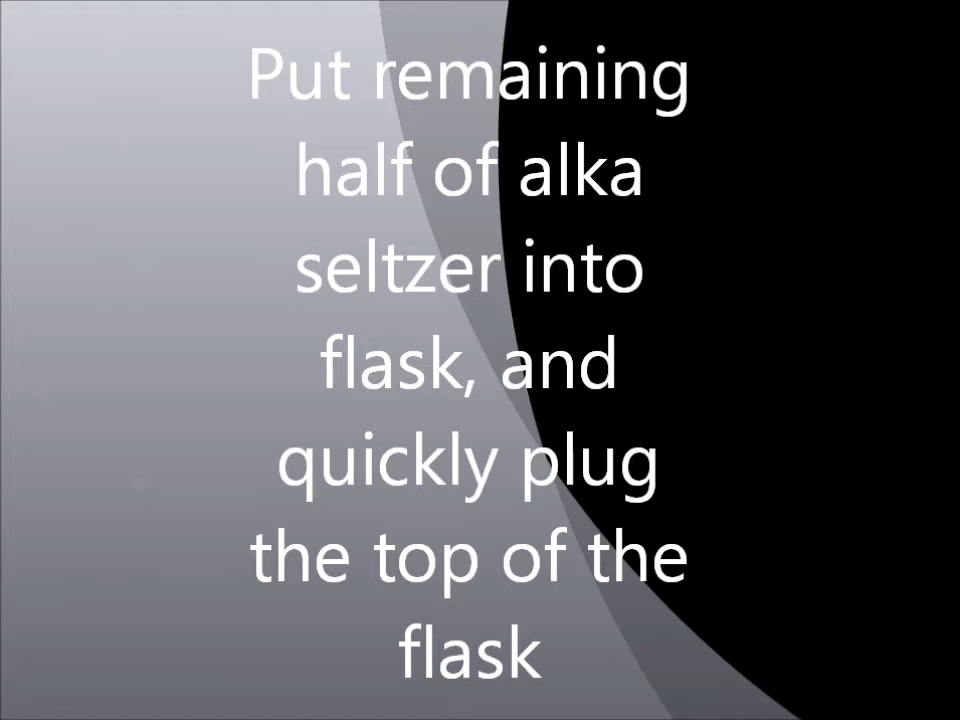 Put remaining
half of alka
seltzer into
flask, and
quickly plug
the top of the
flask